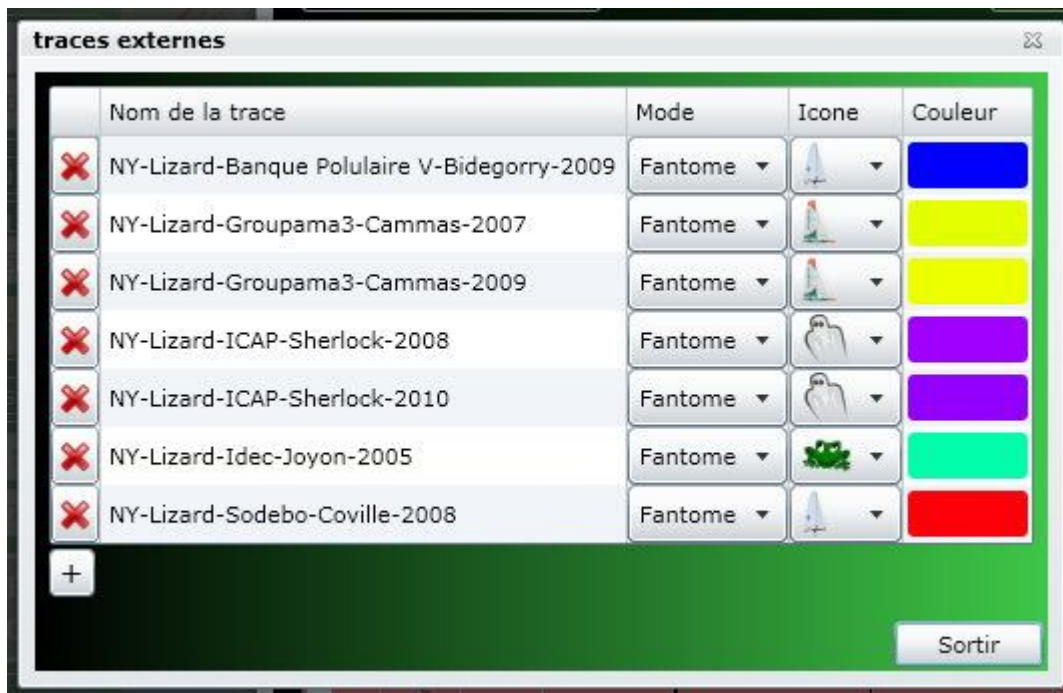 traces externes
Nom de la trace Mode Icone Couleur
NY-Lizard-Banque Polulaire V-Bidegorry-2009 Fantome
NY-Lizard-Groupama3-Cammas-2007 Fantome
NY-Lizard-Groupama3-Cammas-2009 Fantome
NY-Lizard-ICAP-Sherlock-2008 Fantome
NY-Lizard-ICAP-Sherlock-2010 Fantome
NY-Lizard-Idec-Joyon-2005 Fantome
NY-Lizard-Sodebo-Coville-2008 Fantome
+
Sortir